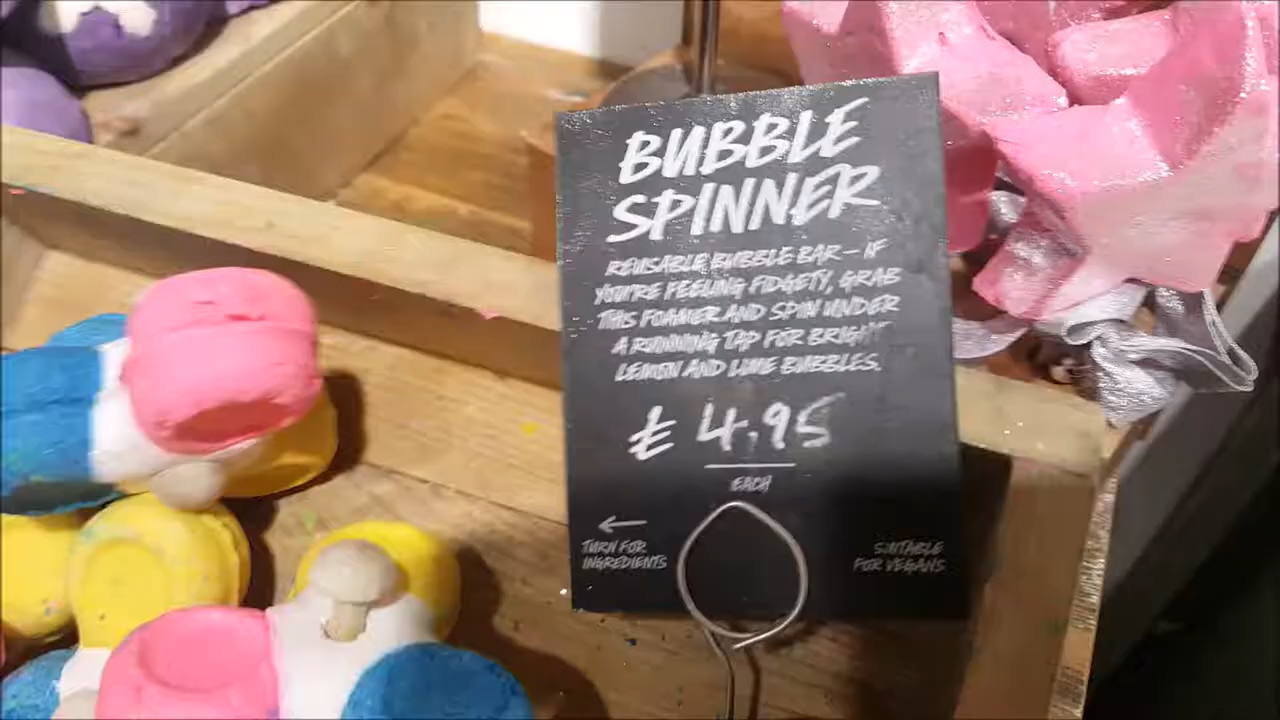 BUBBLE
SPINNER
REUSABLE BUBBLE BAR – IF
YOU'RE FEELING FIDGETY, GRAB
THIS FOAMER AND SPIN UNDER
A RUNNING TAP FOR BRIGHT
LEMON AND LIME BUBBLES.
£ 4.95
EACH
← TURN FOR
INGREDIENTS
SUITABLE
FOR VEGANS